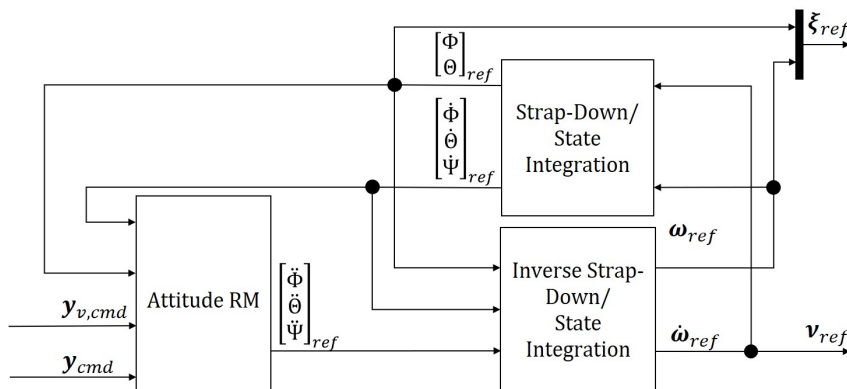 ξ_ref
[Φ
Θ]_ref
[Φ̇
Θ̇
Ψ̇]_ref
Strap-Down/
State
Integration
ω_ref
Attitude RM
[Φ̈
Θ̈
Ψ̈]_ref
Inverse Strap-
Down/
State
Integration
y_v,cmd
y_cmd
ω̇_ref
ν_ref